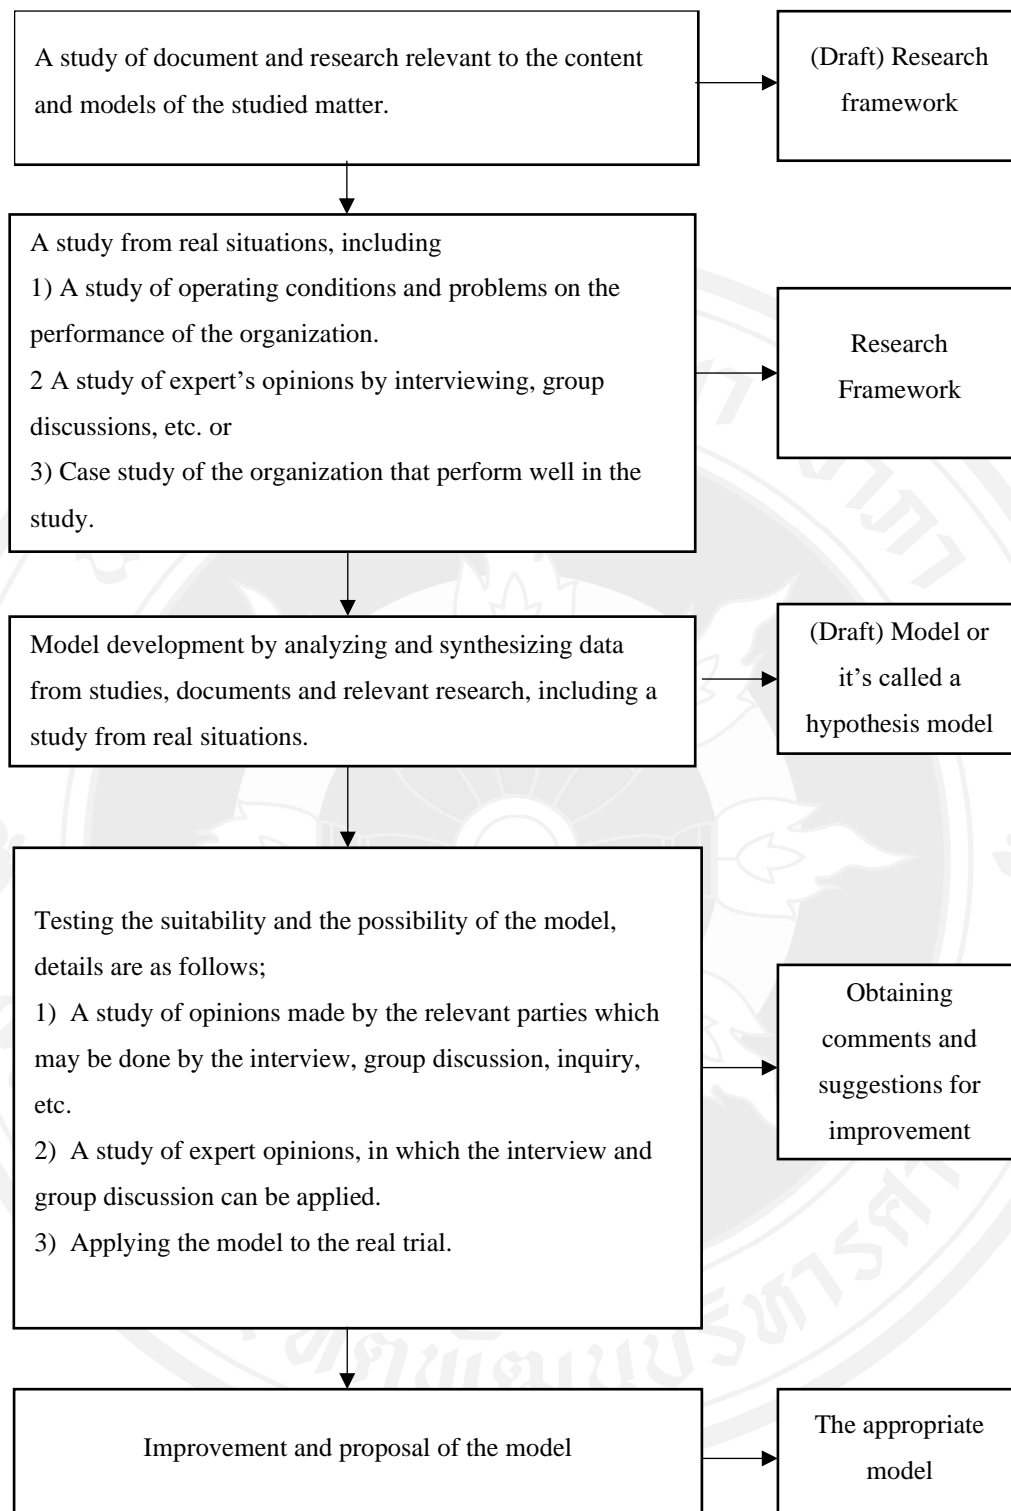 A study of document and research relevant to the content
and models of the studied matter.
(Draft) Research
framework
A study from real situations, including
1) A study of operating conditions and problems on the
performance of the organization.
2 A study of expert’s opinions by interviewing, group
discussions, etc. or
3) Case study of the organization that perform well in the
study.
Research
Framework
Model development by analyzing and synthesizing data
from studies, documents and relevant research, including a
study from real situations.
(Draft) Model or
it’s called a
hypothesis model
Testing the suitability and the possibility of the model,
details are as follows;
1) A study of opinions made by the relevant parties which
may be done by the interview, group discussion, inquiry,
etc.
2) A study of expert opinions, in which the interview and
group discussion can be applied.
3) Applying the model to the real trial.
Obtaining
comments and
suggestions for
improvement
Improvement and proposal of the model
The appropriate
model